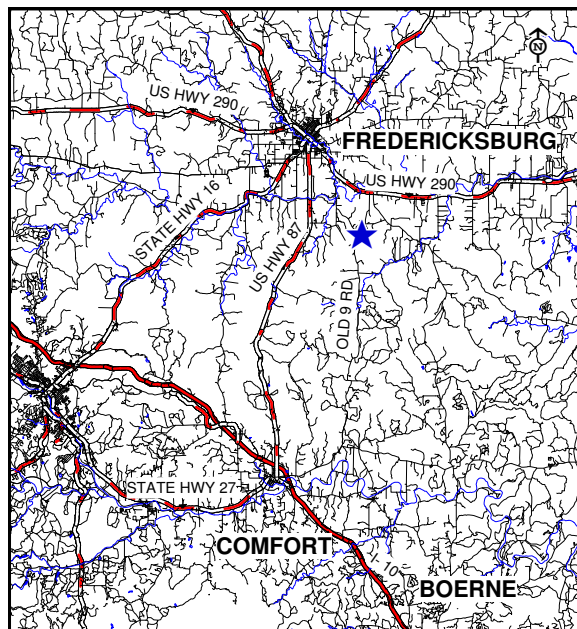 N
US HWY 290
FREDERICKSBURG
US HWY 290
STATE HWY 16
US HWY 87
OLD 9 RD.
STATE HWY 27
COMFORT
10
BOERNE